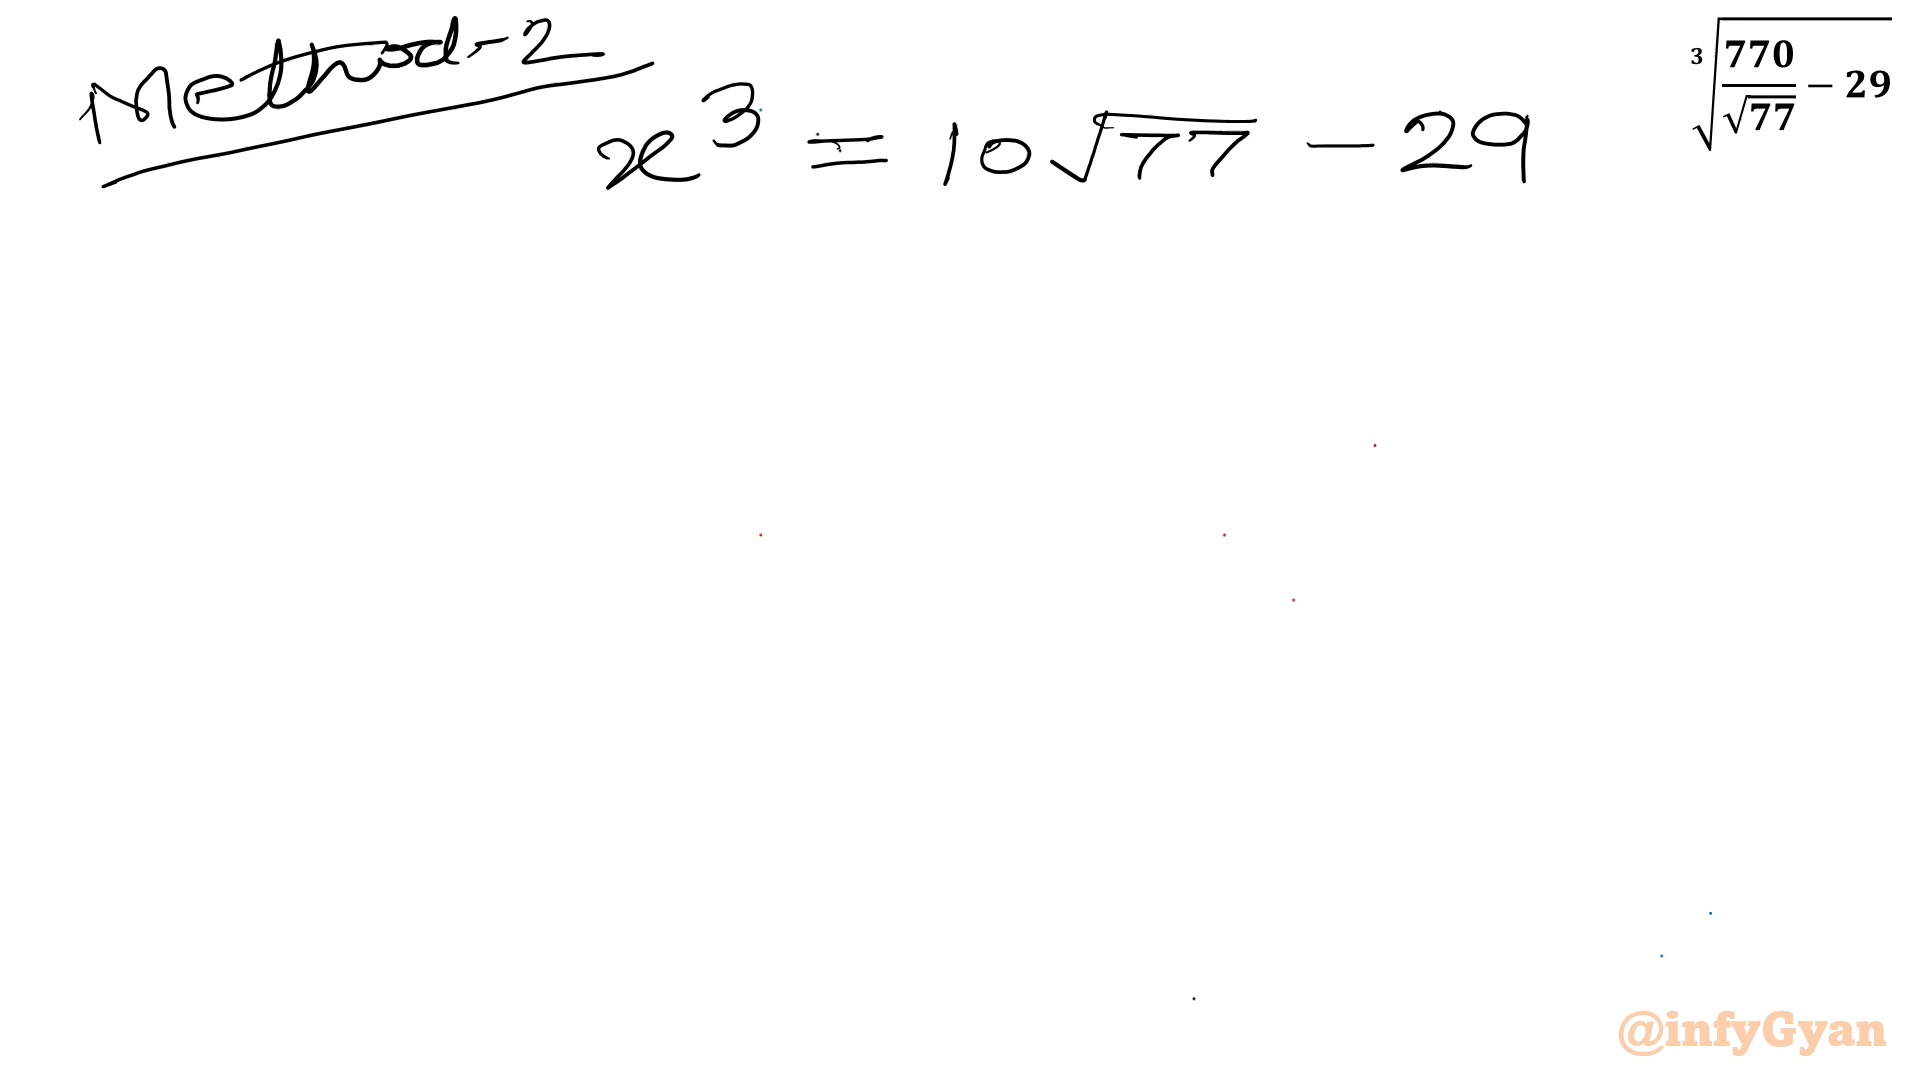 Method-2
x³ = 10√77 − 29
∛(770/√77 − 29)
@infyGyan